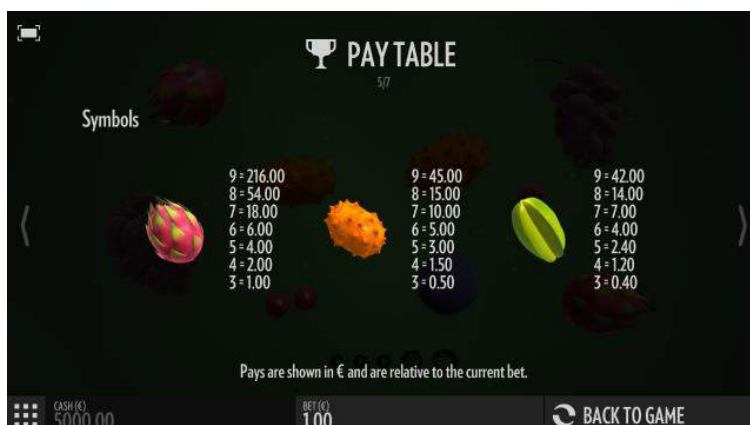 PAYTABLE
5/7
Symbols
9 = 216.00
8 = 54.00
7 = 18.00
6 = 6.00
5 = 4.00
4 = 2.00
3 = 1.00
9 = 45.00
8 = 15.00
7 = 10.00
6 = 5.00
5 = 3.00
4 = 1.50
3 = 0.50
9 = 42.00
8 = 14.00
7 = 7.00
6 = 4.00
5 = 2.40
4 = 1.20
3 = 0.40
Pays are shown in € and are relative to the current bet.
CASH (€)
5000.00
BET (€)
1.00
BACK TO GAME